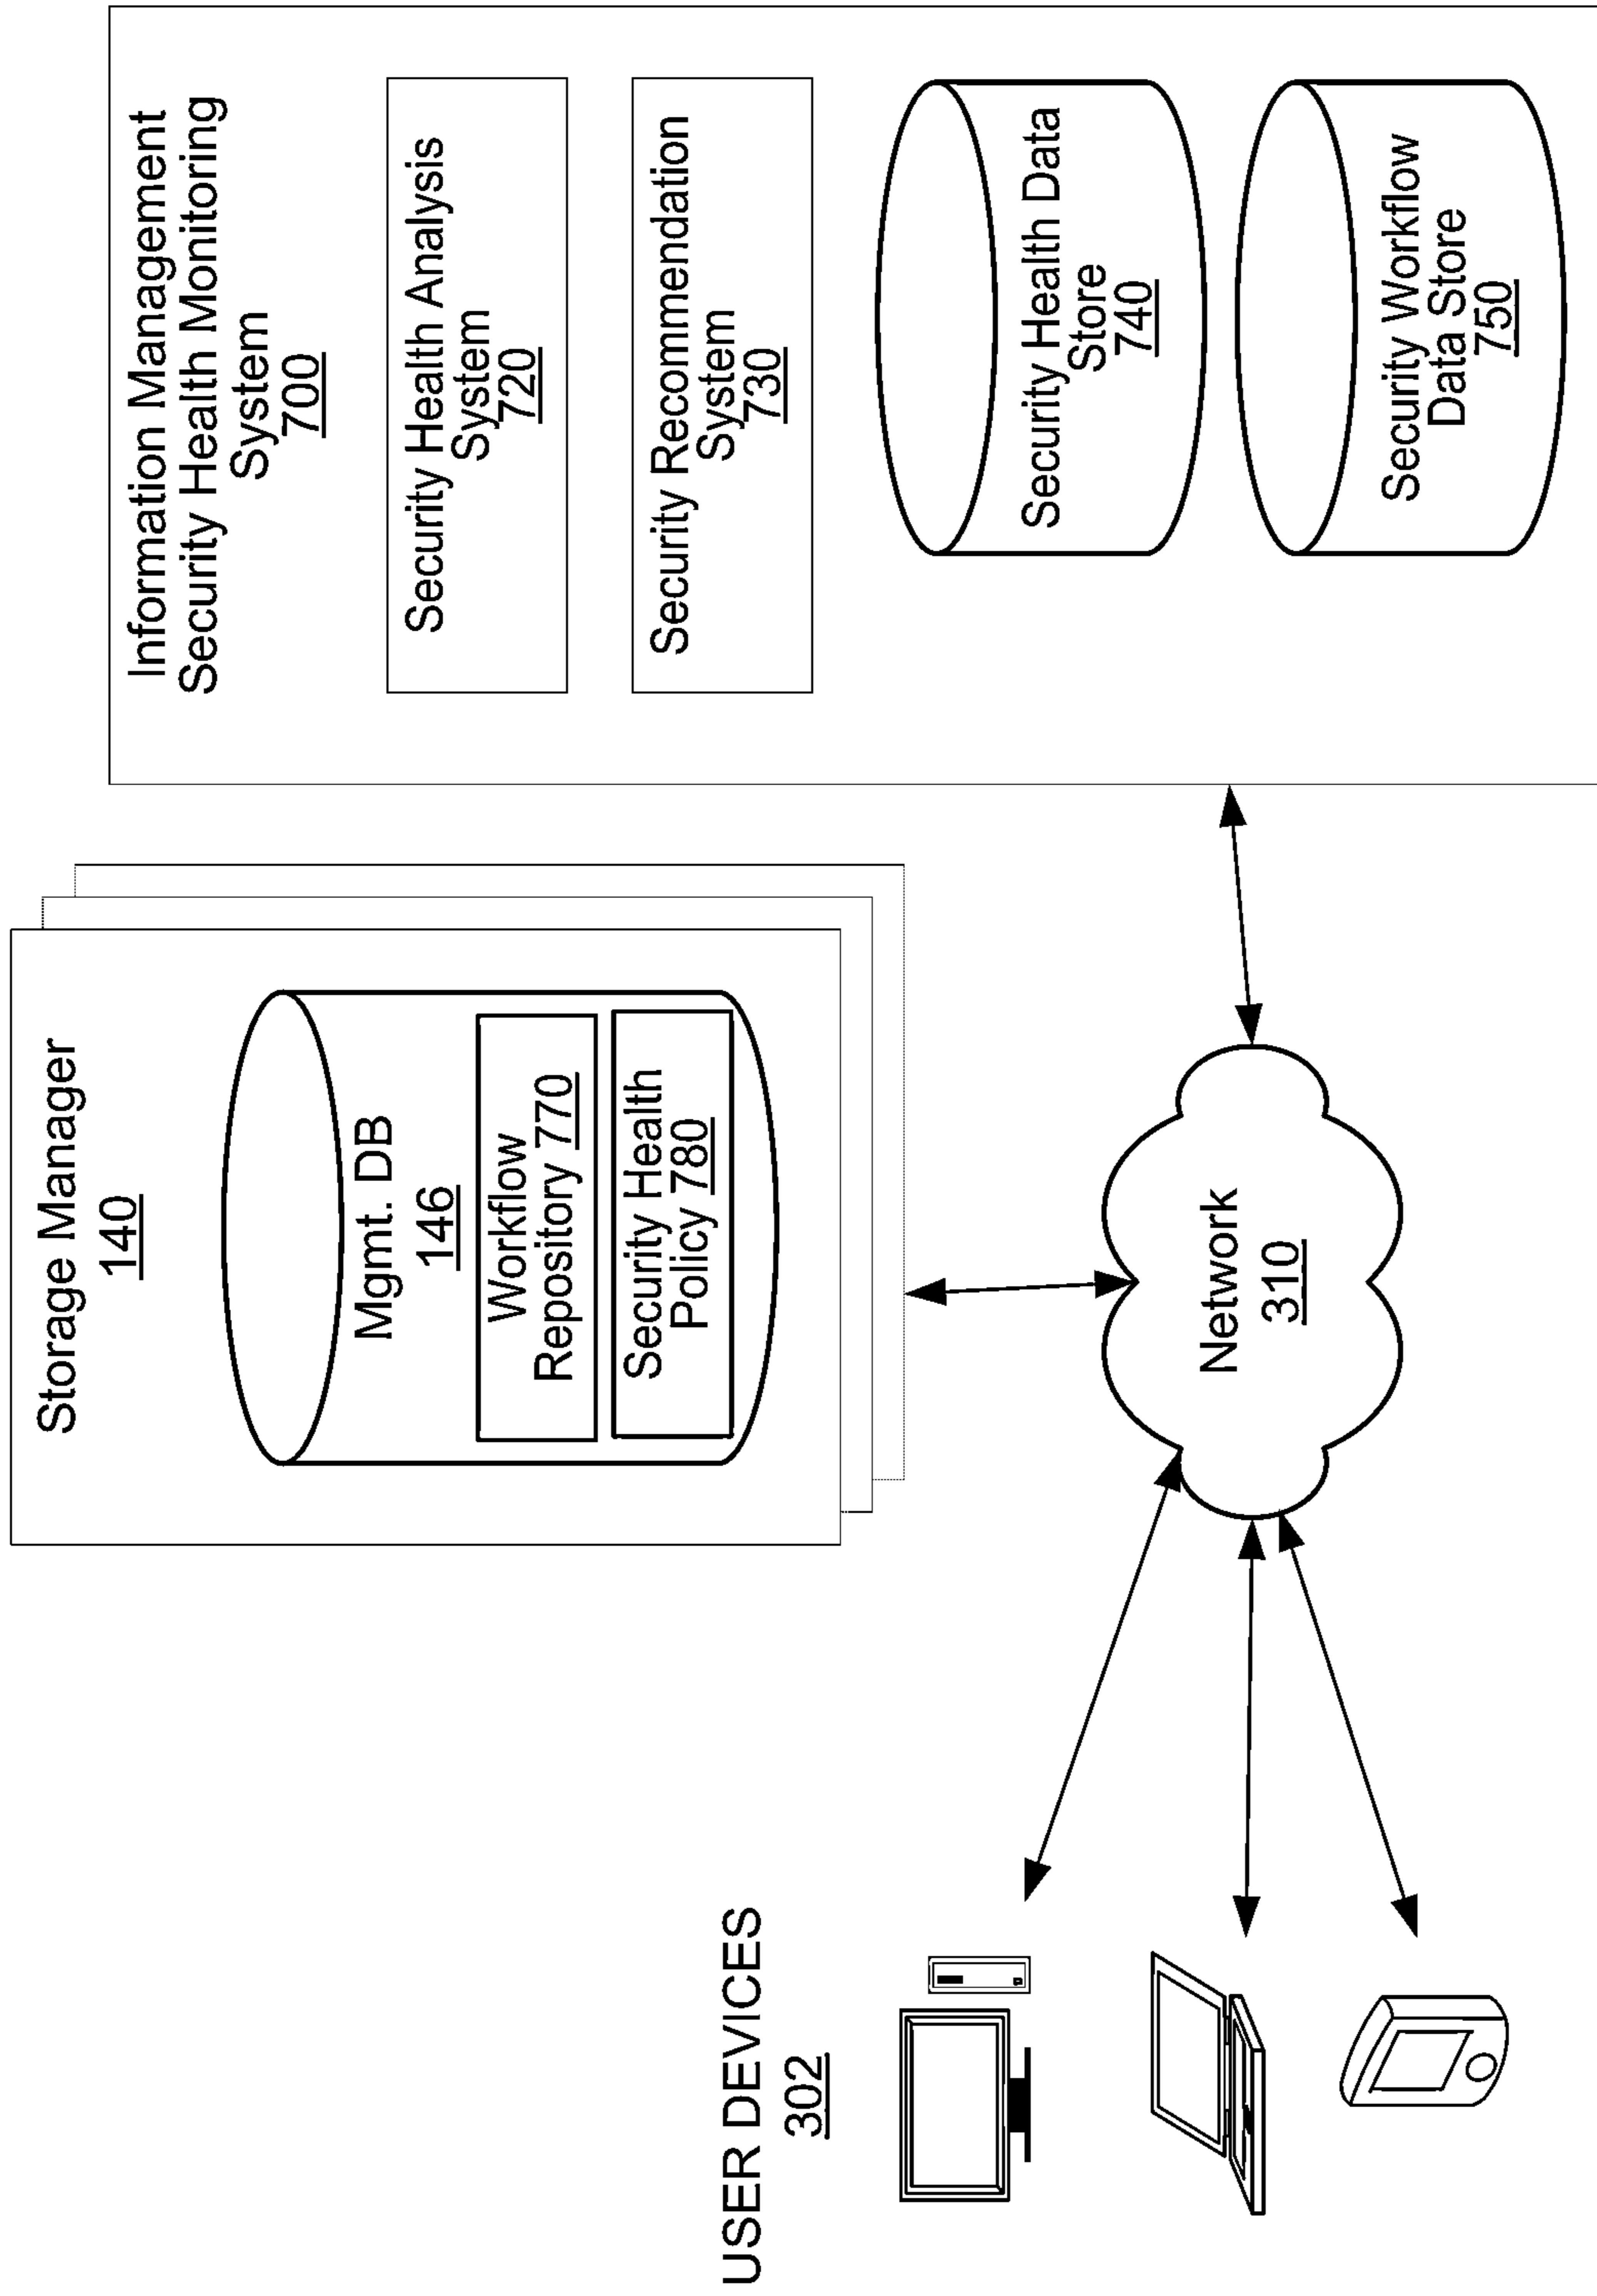 Storage Manager
140
Mgmt. DB
146
Workflow
Repository 770
Security Health
Policy 780
Information Management
Security Health Monitoring
System
700
Security Health Analysis
System
720
Security Recommendation
System
730
Security Health Data
Store
740
Security Workflow
Data Store
750
USER DEVICES
302
Network
310